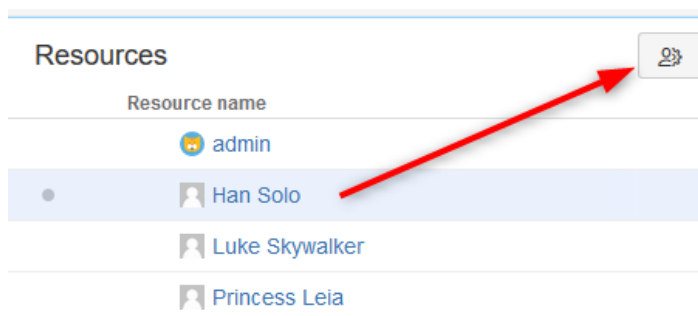 Resources
Resource name
admin
Han Solo
Luke Skywalker
Princess Leia